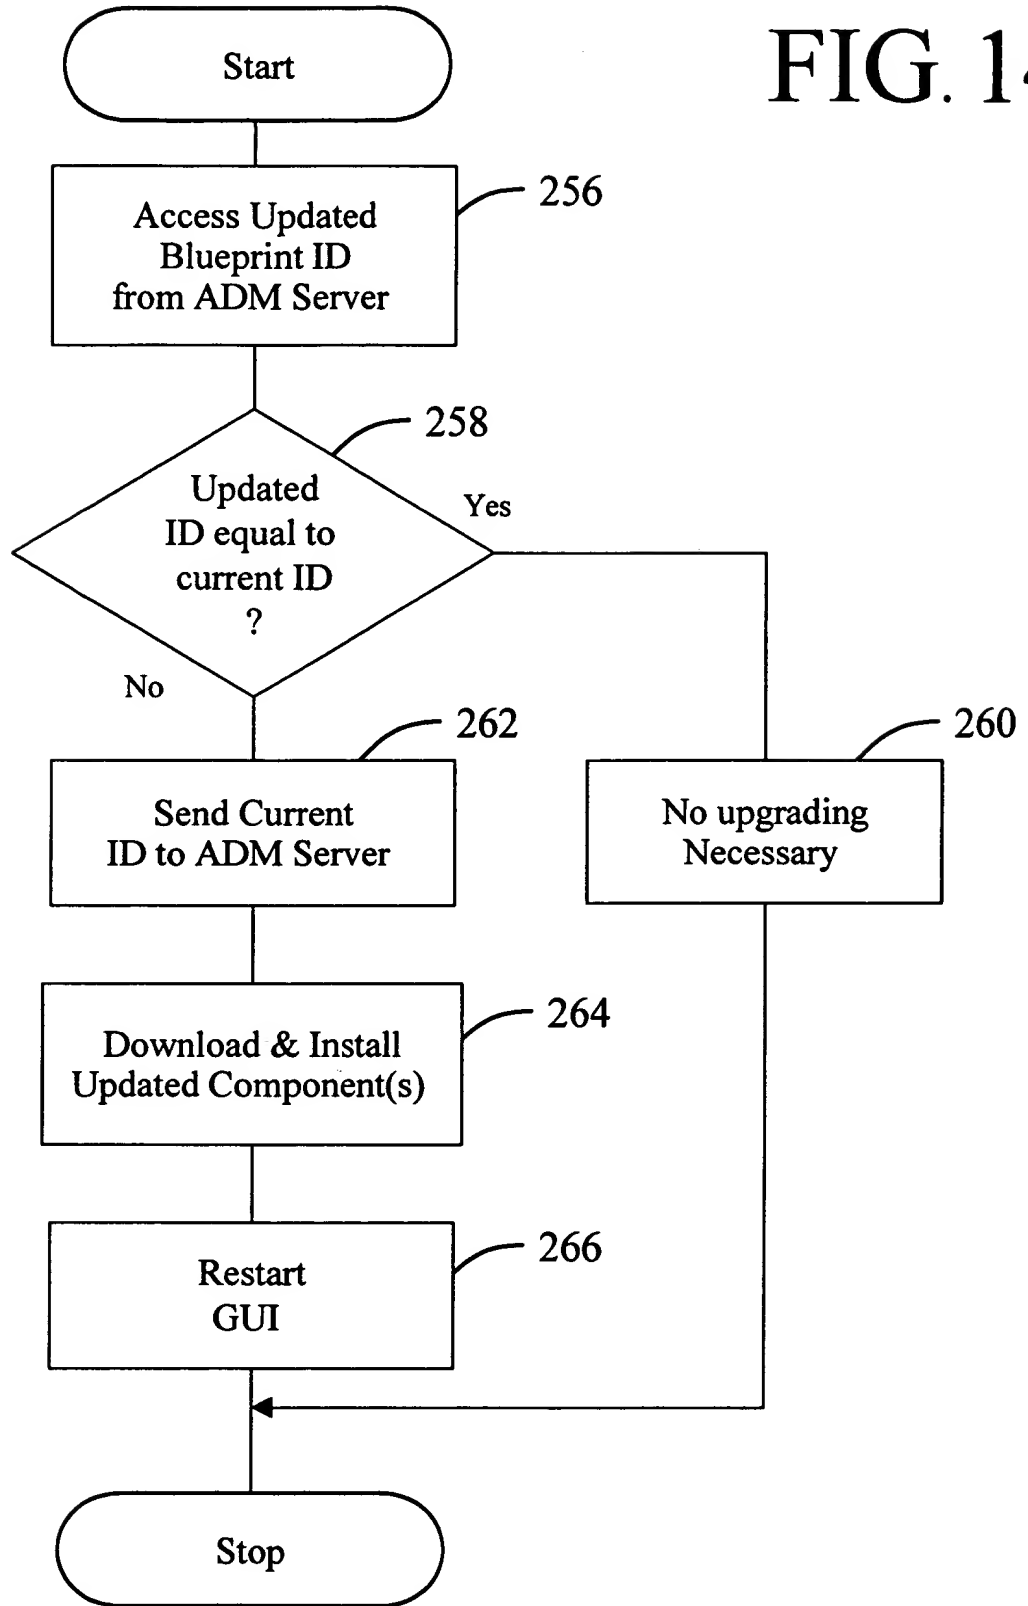 FIG. 14
Start
256
Access Updated
Blueprint ID
from ADM Server
258
Updated
ID equal to
current ID
?
Yes
No
262
Send Current
ID to ADM Server
260
No upgrading
Necessary
264
Download & Install
Updated Component(s)
266
Restart
GUI
Stop